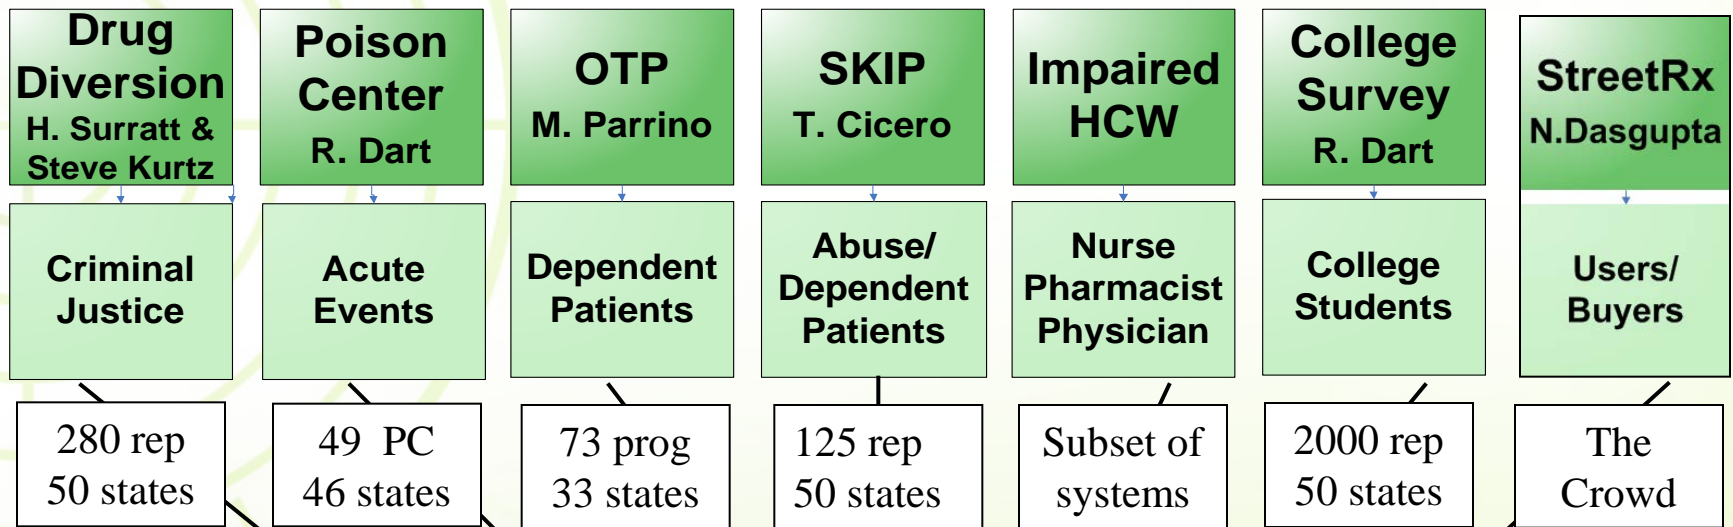 Drug
Diversion
H. Surratt &
Steve Kurtz
Poison
Center
R. Dart
OTP
M. Parrino
SKIP
T. Cicero
Impaired
HCW
College
Survey
R. Dart
StreetRx
N.Dasgupta
Criminal
Justice
Acute
Events
Dependent
Patients
Abuse/
Dependent
Patients
Nurse
Pharmacist
Physician
College
Students
Users/
Buyers
280 rep
50 states
49 PC
46 states
73 prog
33 states
125 rep
50 states
Subset of
systems
2000 rep
50 states
The
Crowd